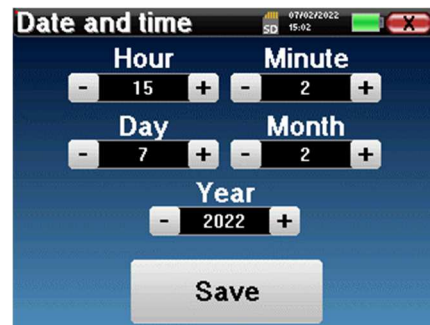 Date and time
SD
07/02/2022
15:02
X
Hour Minute
- 15 + - 2 +
Day Month
- 7 + - 2 +
Year
- 2022 +
Save